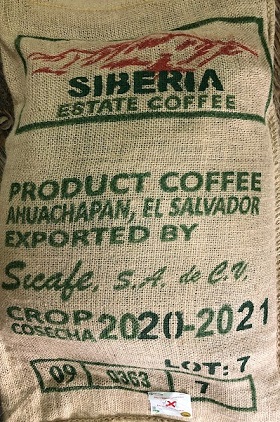 SIBERIA
ESTATE COFFEE
PRODUCT COFFEE
AHUACHAPAN, EL SALVADOR
EXPORTED BY
Sicafe, S.A. de C.V.
CROP
COSECHA 2020-2021
LOT: 7
09 0363 7